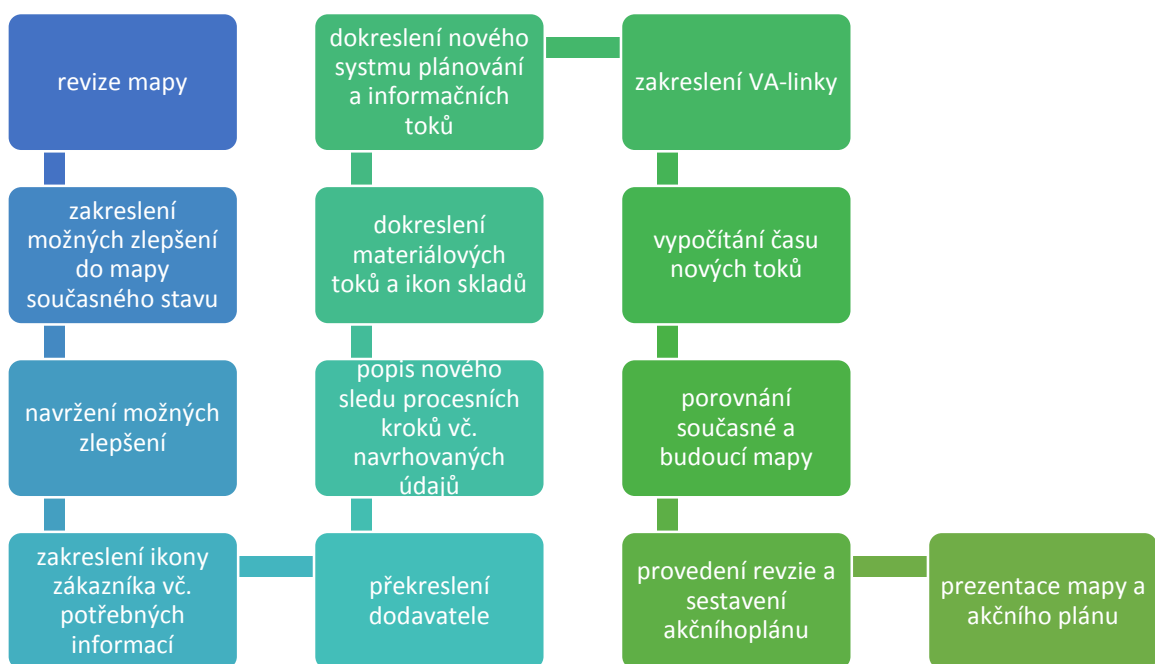 revize mapy
zakreslení
možných zlepšení
do mapy
současného stavu
navržení možných
zlepšení
zakreslení ikony
zákazníka vč.
potřebných
informací
překreslení
dodavatele
popis nového
sledu procesních
kroků vč.
navrhovaných
údajů
dokreslení
materiálových
toků a ikon skladů
dokreslení nového
systmu plánování
a informačních
toků
zakreslení VA-linky
vypočítání času
nových toků
porovnání
současné a
budoucí mapy
provedení revzie a
sestavení
akčníhoplánu
prezentace mapy a
akčního plánu